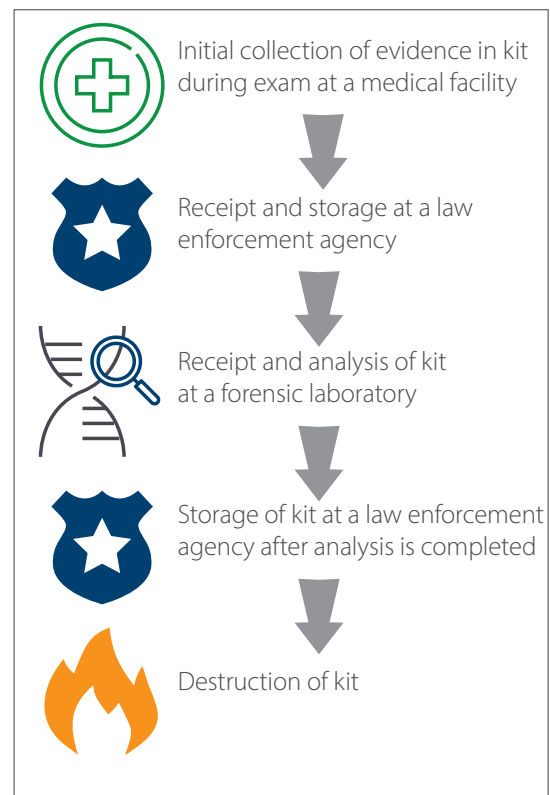 Initial collection of evidence in kit
during exam at a medical facility
Receipt and storage at a law
enforcement agency
Receipt and analysis of kit
at a forensic laboratory
Storage of kit at a law enforcement
agency after analysis is completed
Destruction of kit